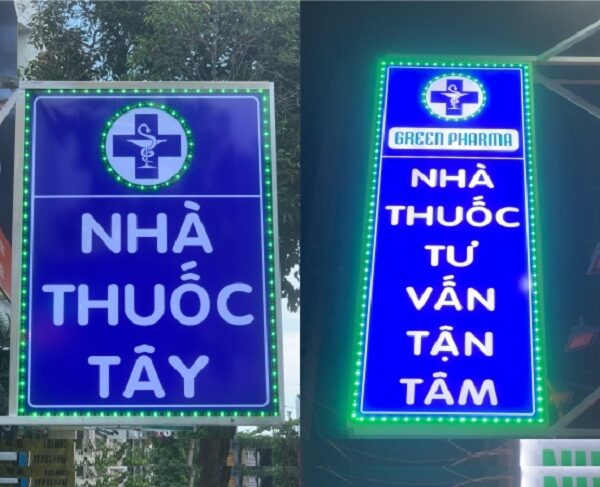 NHÀ
THUỐC
TÂY
GREEN PHARMA
NHÀ
THUỐC
TƯ
VẤN
TẬN
TÂM